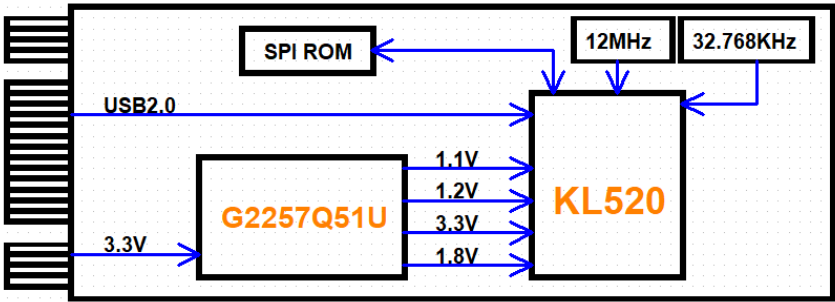 SPI ROM
12MHz
32.768KHz
USB2.0
1.1V
1.2V
KL520
G2257Q51U
3.3V
3.3V
1.8V